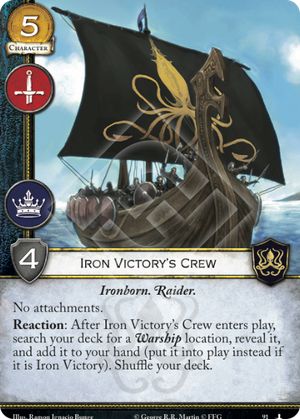 5
CHARACTER
4
IRON VICTORY'S CREW
Ironborn. Raider.
No attachments.
Reaction: After Iron Victory's Crew enters play,
search your deck for a Warship location, reveal it,
and add it to your hand (put it into play instead if
it is Iron Victory). Shuffle your deck.
Illus. Ramon Ignacio Bunge © George R.R. Martin © FFG 91